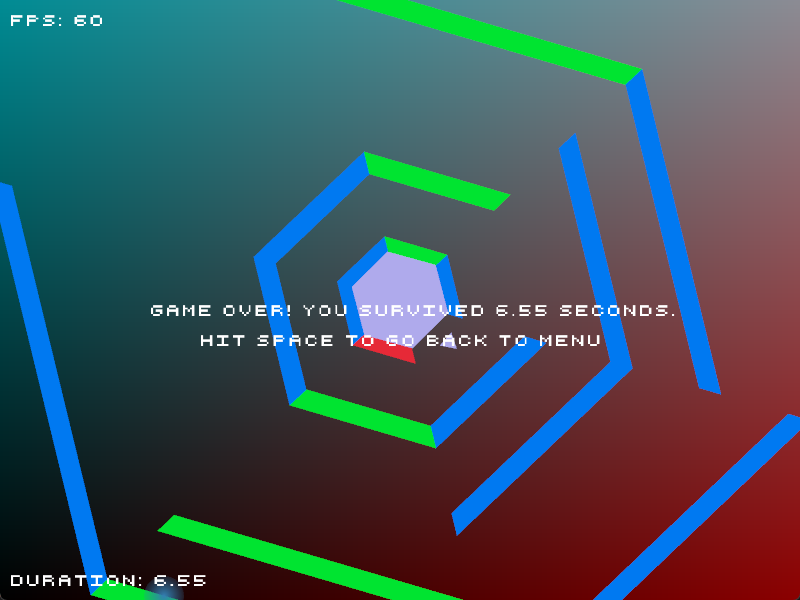 FPS: 60
GAME OVER! YOU SURVIVED 6.55 SECONDS.
HIT SPACE TO GO BACK TO MENU
DURATION: 6.55